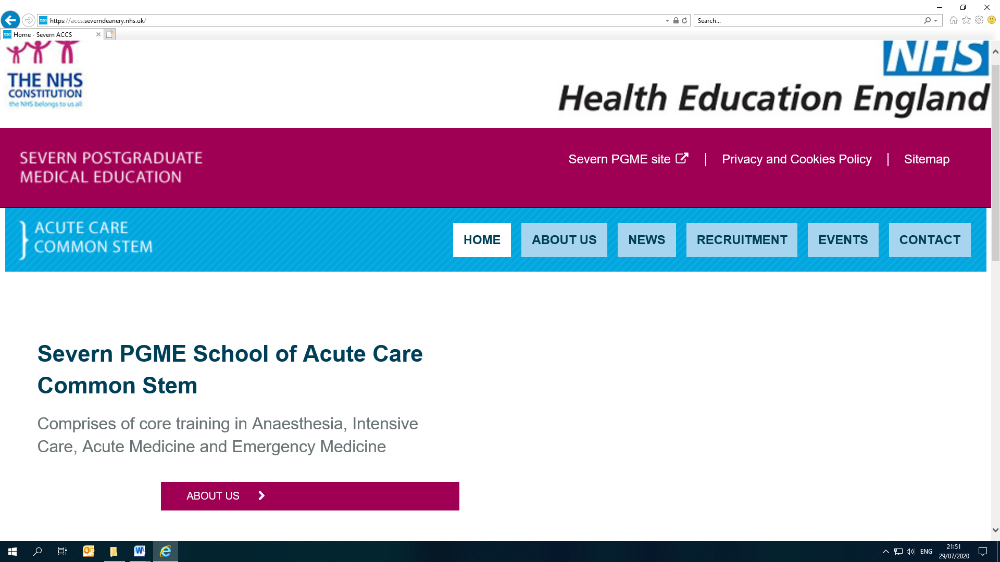 https://accs.severndeanery.nhs.uk/
Search...
Home - Severn ACCS
THE NHS
CONSTITUTION
the NHS belongs to us all
NHS
Health Education England
SEVERN POSTGRADUATE
MEDICAL EDUCATION
Severn PGME site | Privacy and Cookies Policy | Sitemap
ACUTE CARE
COMMON STEM
HOME ABOUT US NEWS RECRUITMENT EVENTS CONTACT
Severn PGME School of Acute Care
Common Stem
Comprises of core training in Anaesthesia, Intensive
Care, Acute Medicine and Emergency Medicine
ABOUT US
ENG
21:51
29/07/2020